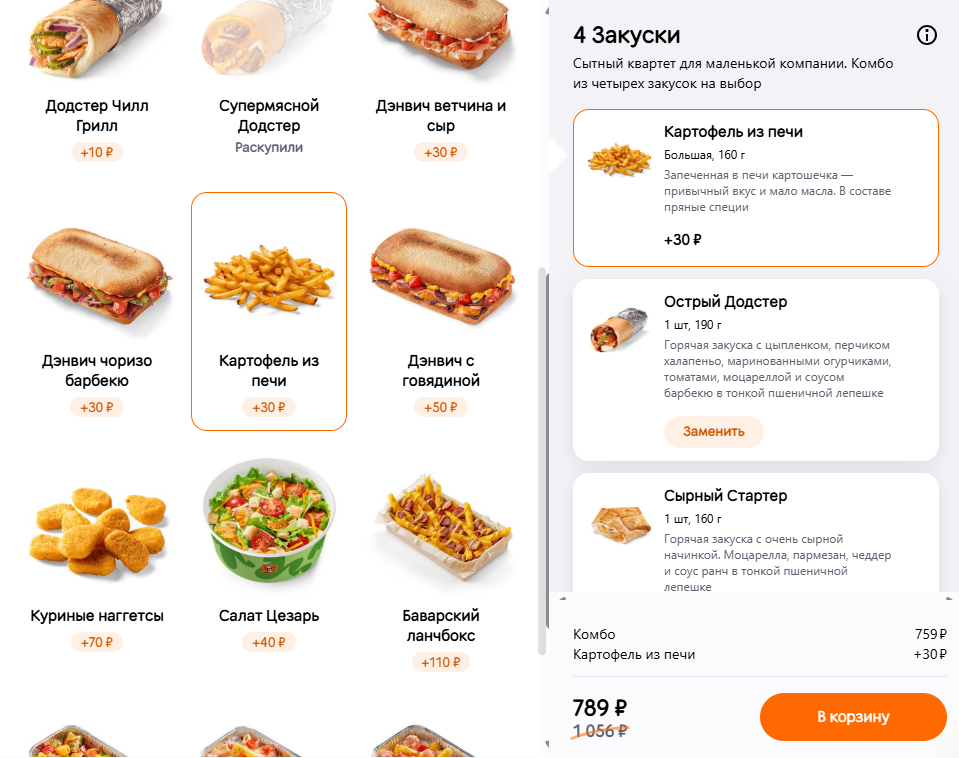 Додстер Чилл
Грилл
+10 ₽
Супермясной
Додстер
Раскупили
Дэнвич ветчина и
сыр
+30 ₽
Дэнвич чоризо
барбекю
+30 ₽
Картофель из
печи
+30 ₽
Дэнвич с
говядиной
+50 ₽
Куриные наггетсы
+70 ₽
Салат Цезарь
+40 ₽
Баварский
ланчбокс
+110 ₽
4 Закуски
Сытный квартет для маленькой компании. Комбо
из четырех закусок на выбор
Картофель из печи
Большая, 160 г
Запеченная в печи картошечка —
привычный вкус и мало масла. В составе
пряные специи
+30 ₽
Острый Додстер
1 шт, 190 г
Горячая закуска с цыпленком, перчиком
халапеньо, маринованными огурчиками,
томатами, моцареллой и соусом
барбекю в тонкой пшеничной лепешке
Заменить
Сырный Стартер
1 шт, 160 г
Горячая закуска с очень сырной
начинкой. Моцарелла, пармезан, чеддер
и соус ранч в тонкой пшеничной
лепешке
Комбо 759 ₽
Картофель из печи +30 ₽
789 ₽
1 056 ₽
В корзину